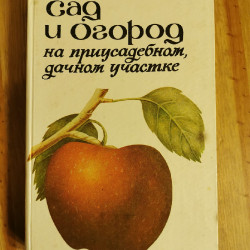 Сад
и огород
на приусадебном,
дачном участке